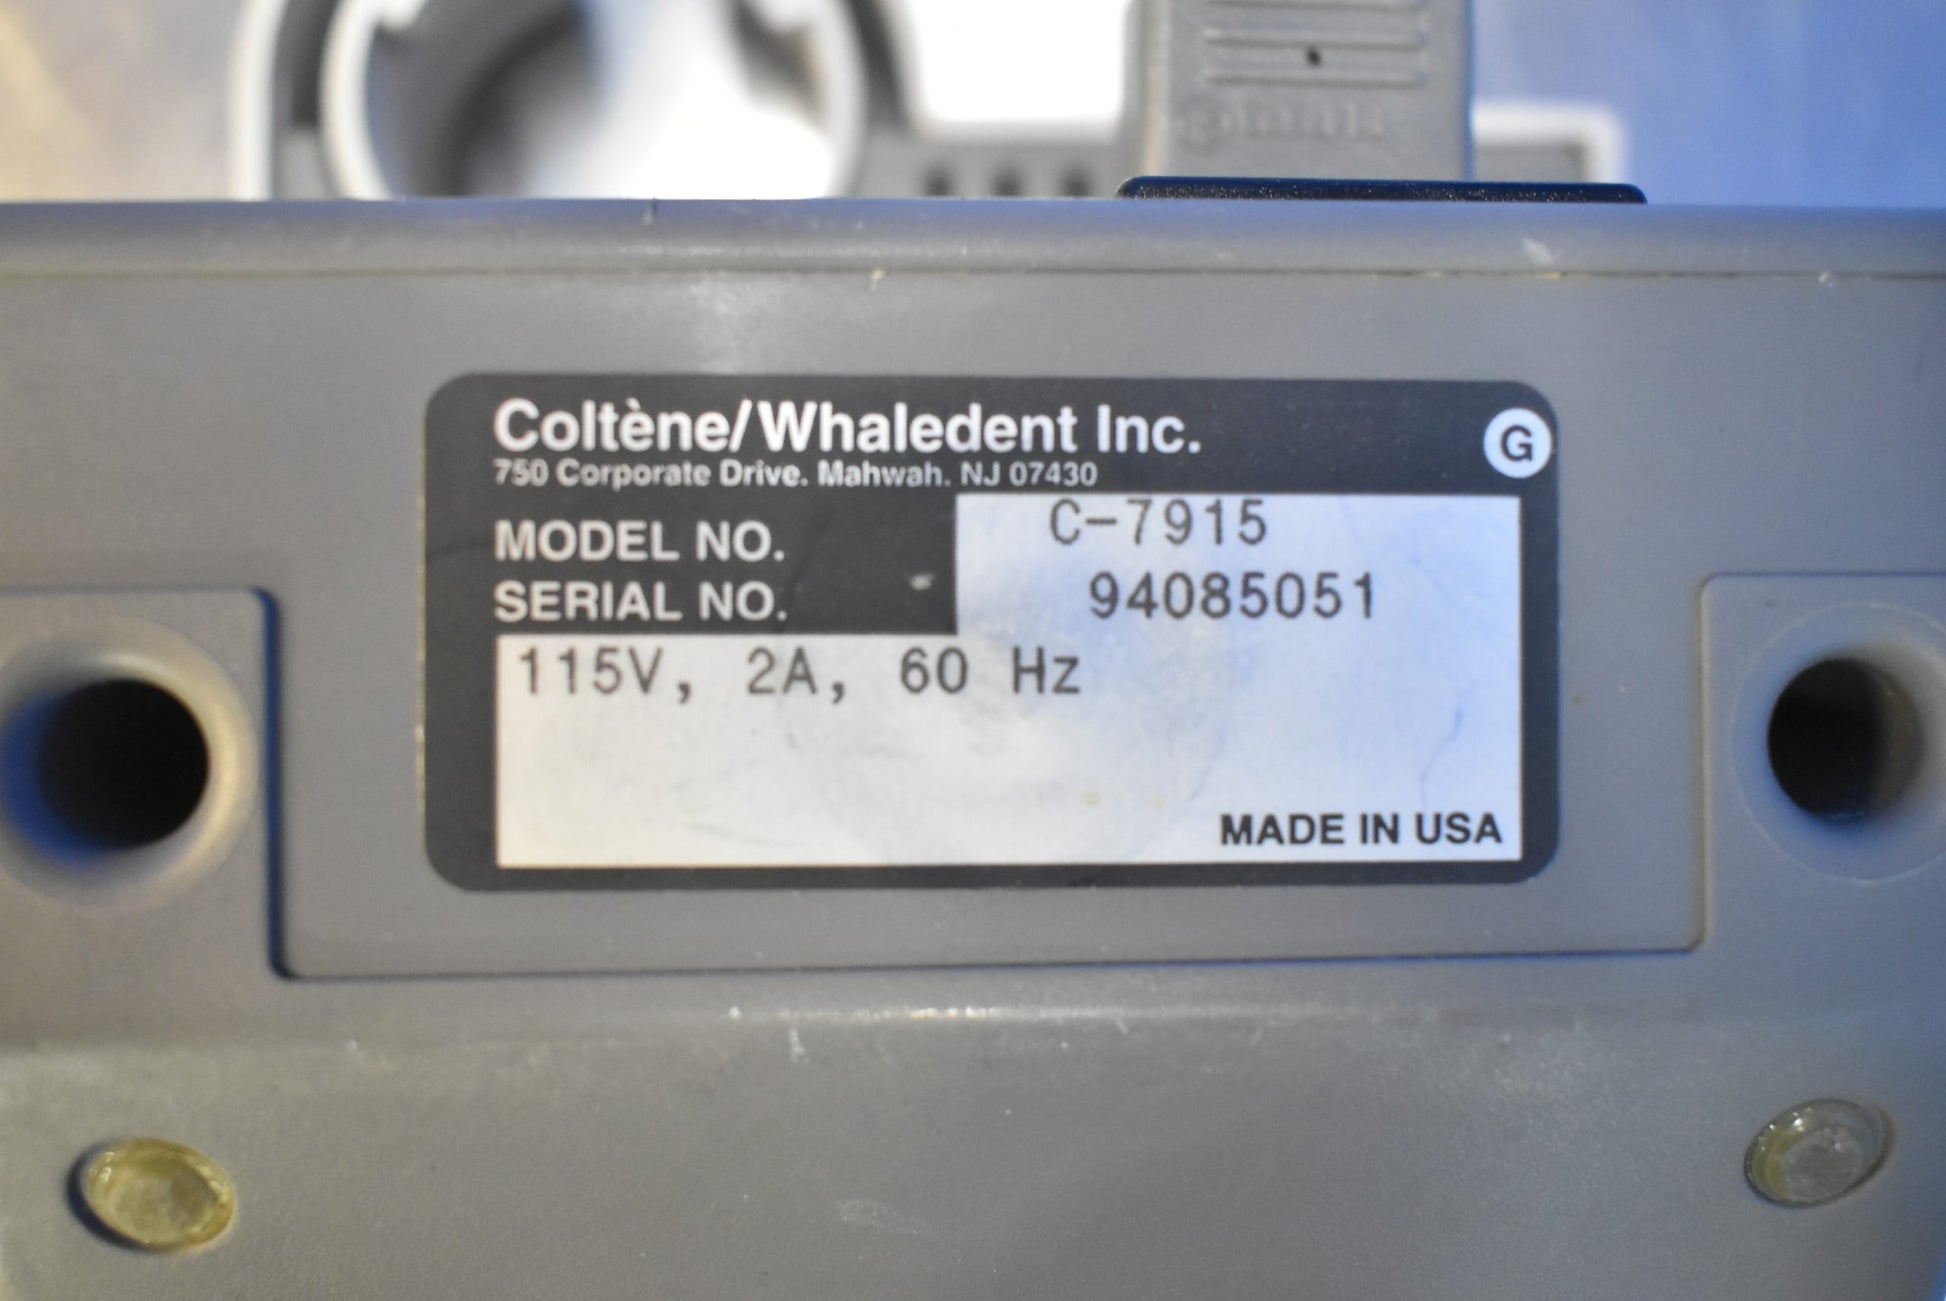 Coltène/Whaledent Inc.
G
750 Corporate Drive. Mahwah. NJ 07430
MODEL NO. C-7915
SERIAL NO. 94085051
115V, 2A, 60 Hz
MADE IN USA